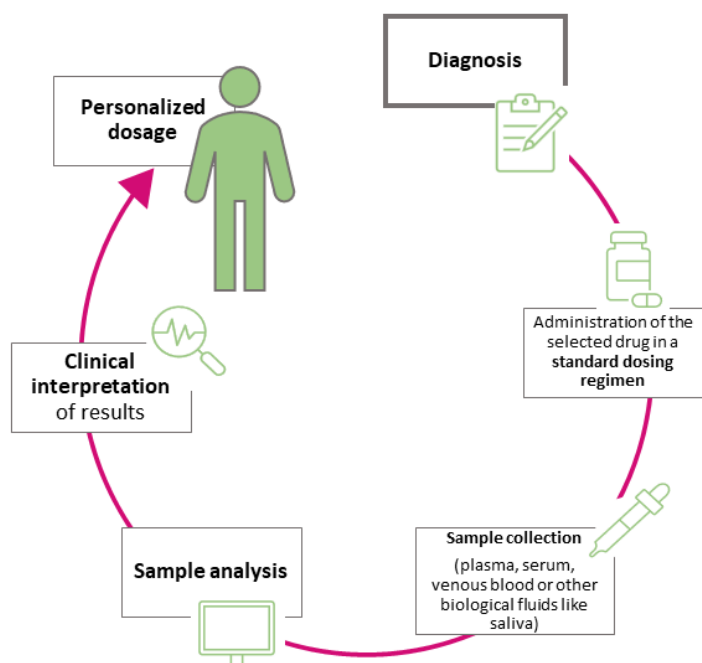 Diagnosis
Administration of the
selected drug in a
standard dosing
regimen
Sample collection
(plasma, serum,
venous blood or other
biological fluids like
saliva)
Sample analysis
Clinical
interpretation
of results
Personalized
dosage